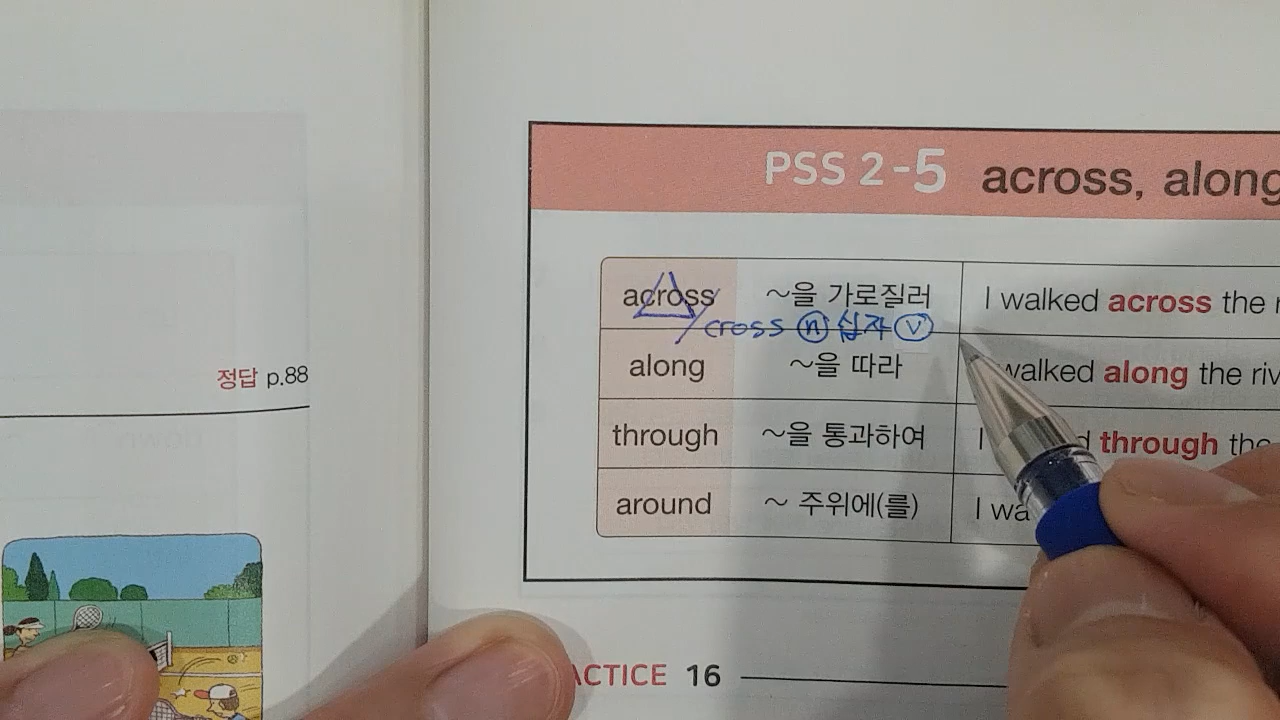 정답 p.88
PSS 2-5 across, along
across ~을 가로질러 I walked across the
cross ⓝ 십자 ⓥ
along ~을 따라 walked along the riv
through ~을 통과하여 I through the
around ~ 주위에(를) I wa
ACTICE 16